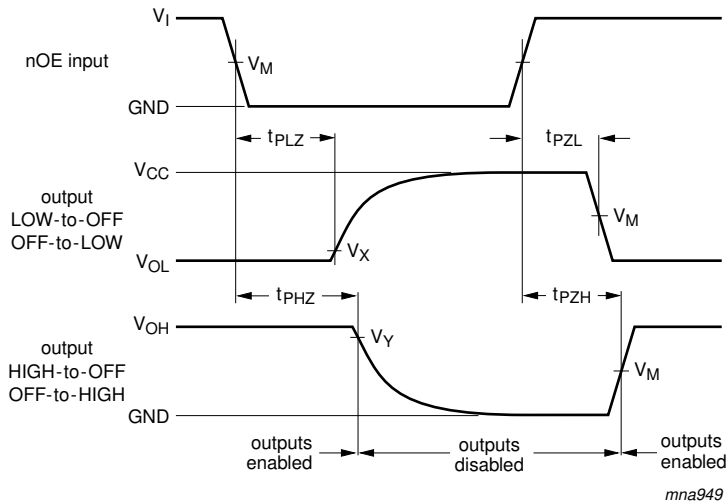 VI
nOE input
VM
GND
tPLZ
tPZL
VCC
output
LOW-to-OFF
OFF-to-LOW
VM
VX
VOL
tPHZ
tPZH
VOH
VY
output
HIGH-to-OFF
OFF-to-HIGH
VM
GND
outputs
enabled
outputs
disabled
outputs
enabled
mna949